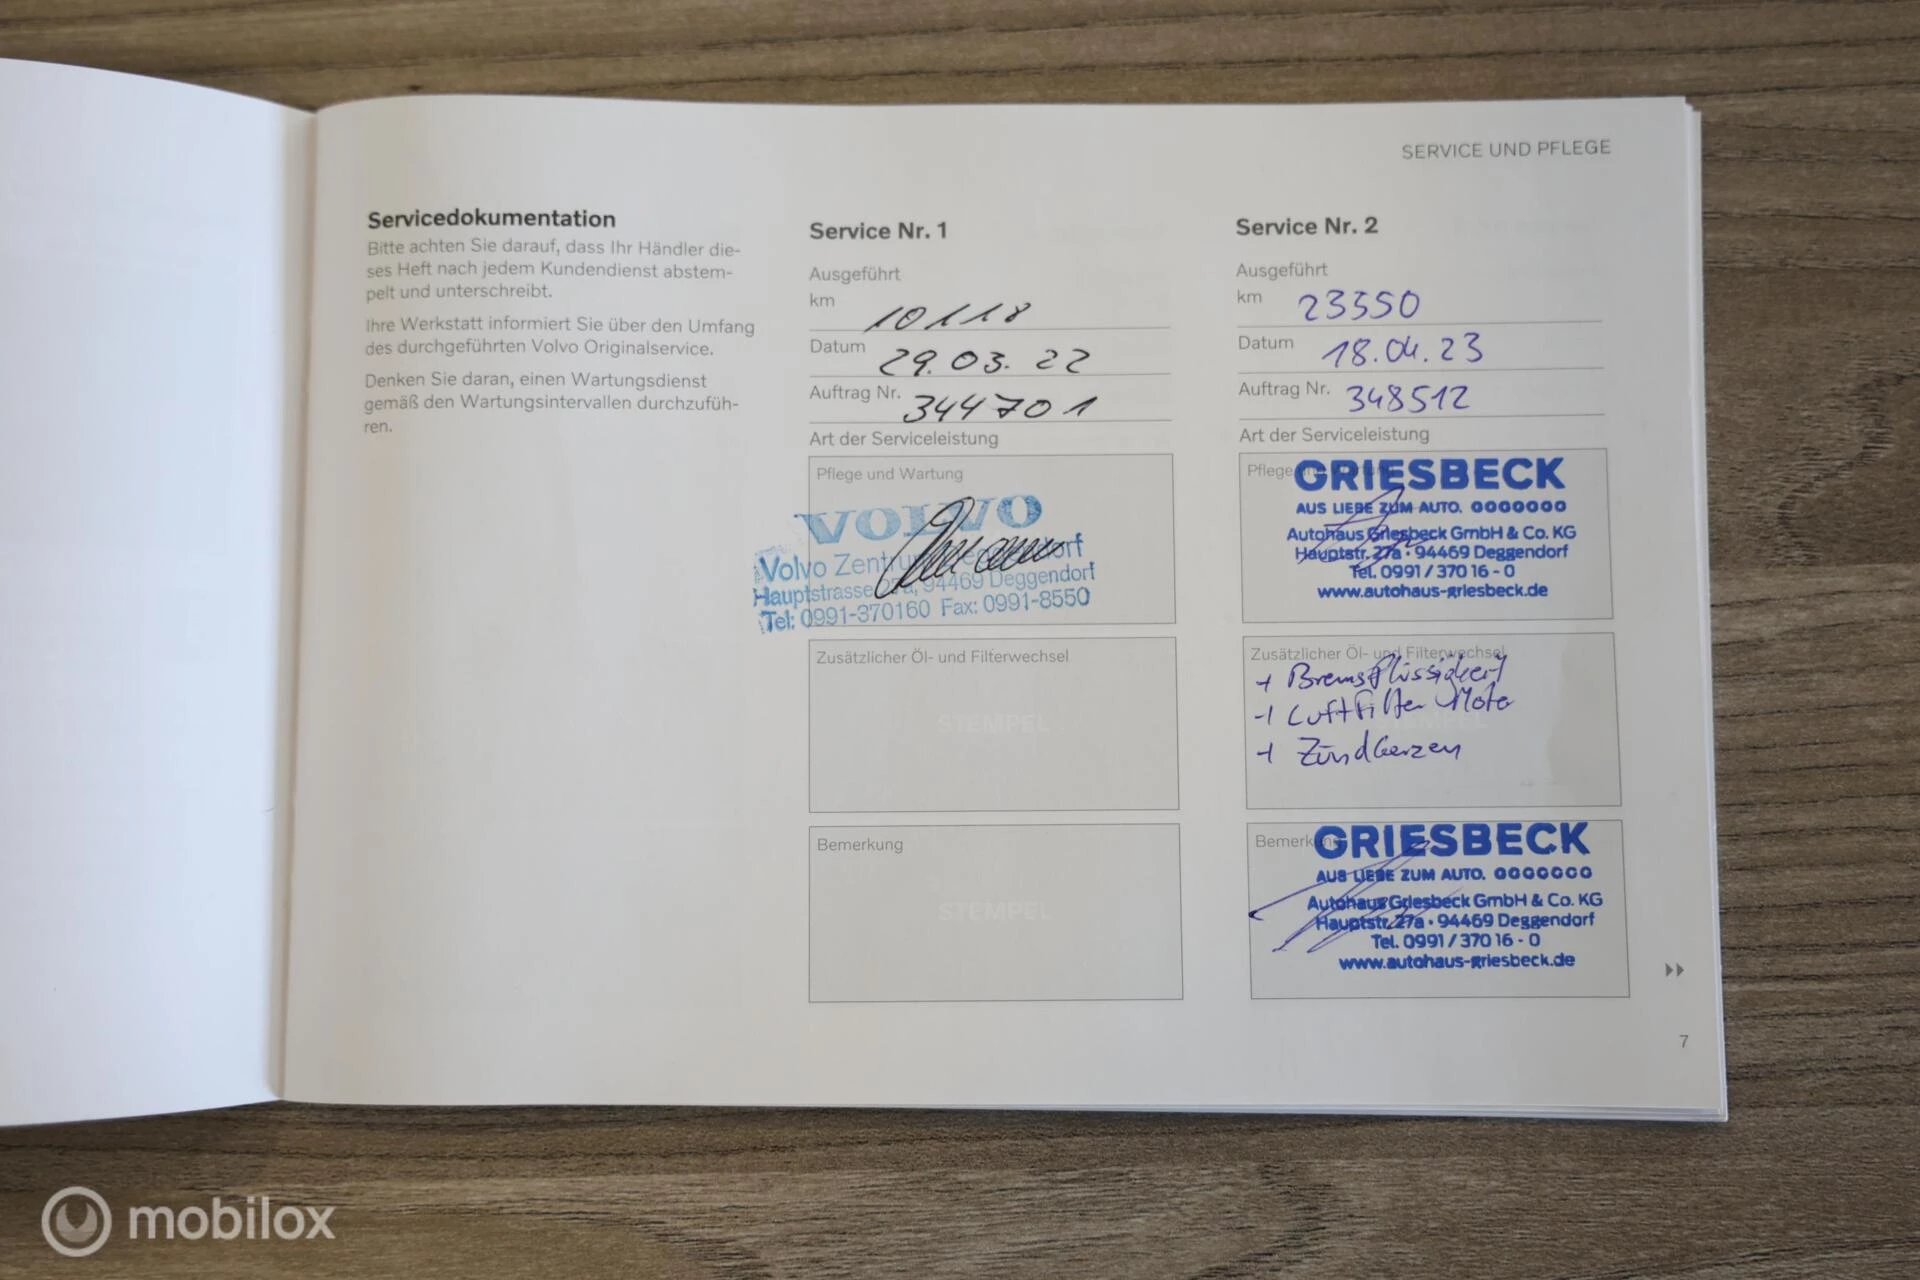 SERVICE UND PFLEGE
Servicedokumentation
Bitte achten Sie darauf, dass Ihr Händler die-
ses Heft nach jedem Kundendienst abstem-
pelt und unterschreibt.
Ihre Werkstatt informiert Sie über den Umfang
des durchgeführten Volvo Originalservice.
Denken Sie daran, einen Wartungsdienst
gemäß den Wartungsintervallen durchzufüh-
ren.
Service Nr. 1
Ausgeführt
km 10118
Datum 29.03.22
Auftrag Nr. 344701
Art der Serviceleistung
Pflege und Wartung
VOLVO
Volvo Zentrum Deggendorf
Hauptstrasse 27a, 94469 Deggendorf
Tel: 0991-370160 Fax: 0991-8550
Zusätzlicher Öl- und Filterwechsel
STEMPEL
Bemerkung
STEMPEL
Service Nr. 2
Ausgeführt
km 23350
Datum 18.04.23
Auftrag Nr. 348512
Art der Serviceleistung
Pflege und Wartung
GRIESBECK
AUS LIEBE ZUM AUTO.
Autohaus Griesbeck GmbH & Co. KG
Hauptstr. 27a · 94469 Deggendorf
Tel. 0991 / 370 16 - 0
www.autohaus-griesbeck.de
Zusätzlicher Öl- und Filterwechsel
+ Bremsflüssigkeit
+ Luftfilter Motor
STEMPEL
+ Zündkerzen
Bemerkung
GRIESBECK
AUS LIEBE ZUM AUTO.
Autohaus Griesbeck GmbH & Co. KG
Hauptstr. 27a · 94469 Deggendorf
Tel. 0991 / 370 16 - 0
www.autohaus-griesbeck.de
7
mobilox